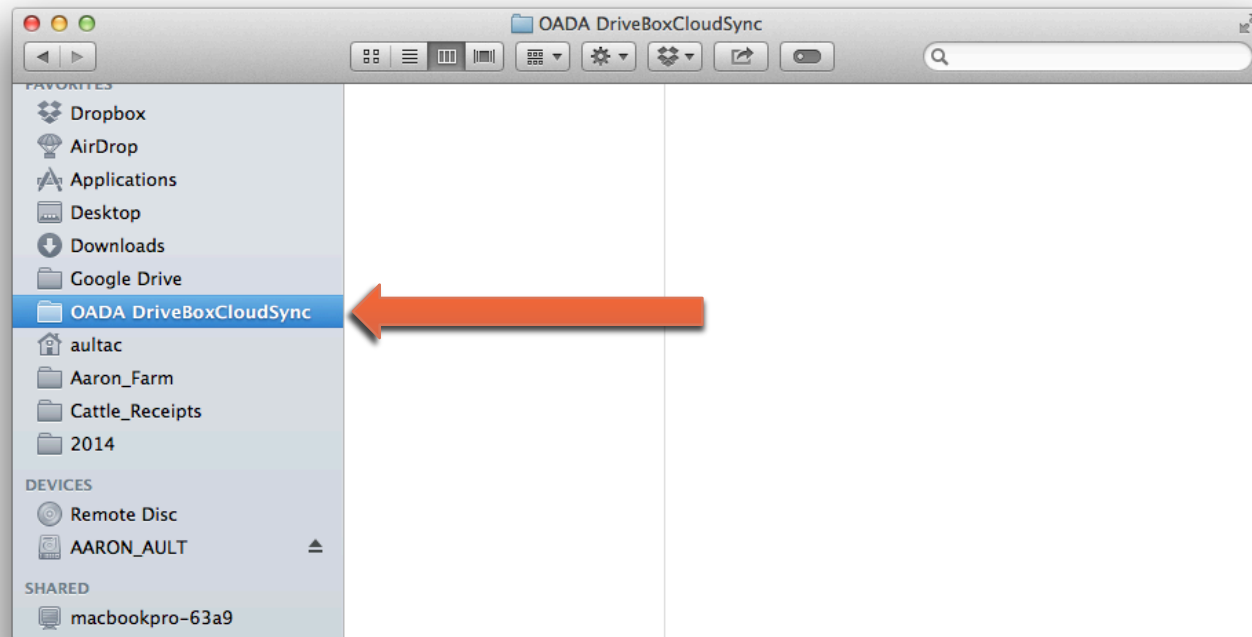 OADA DriveBoxCloudSync
FAVORITES
Dropbox
AirDrop
Applications
Desktop
Downloads
Google Drive
OADA DriveBoxCloudSync
aultac
Aaron_Farm
Cattle_Receipts
2014
DEVICES
Remote Disc
AARON_AULT
SHARED
macbookpro-63a9